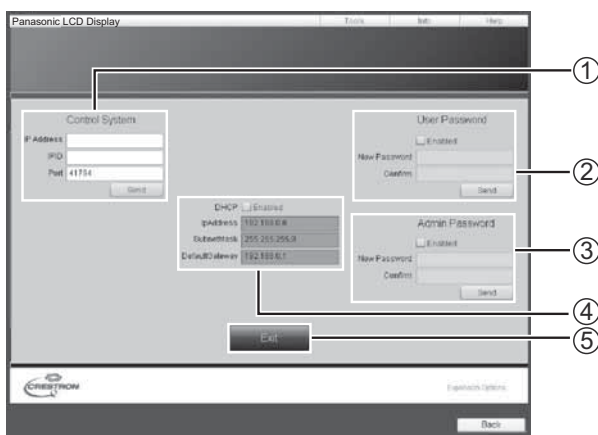 Panasonic LCD Display
Tools
Info
Help
①
Control System
IP Address
IPID
Port 41794
Send
User Password
Enabled
New Password
Confirm
Send
②
DHCP Enabled
IpAddress 192.168.0.8
SubnetMask 255.255.255.0
DefaultGateway 192.168.0.1
Admin Password
Enabled
New Password
Confirm
Send
③
④
Exit
⑤
CRESTRON
Expansion Options
Back